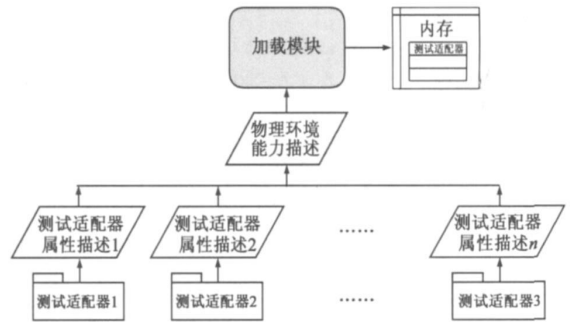 加载模块
内存
测试适配器
物理环境
能力描述
测试适配器
属性描述1
测试适配器
属性描述2
……
测试适配器
属性描述n
测试适配器1
测试适配器2
……
测试适配器3